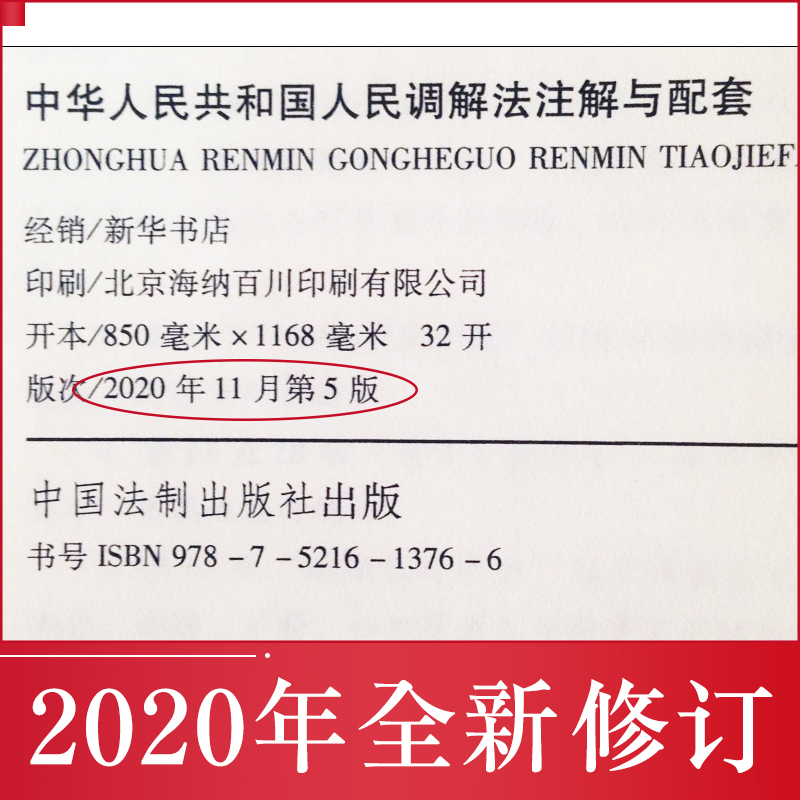 中华人民共和国人民调解法注解与配套
ZHONGHUA RENMIN GONGHEGUO RENMIN TIAOJIEF
经销/新华书店
印刷/北京海纳百川印刷有限公司
开本/850 毫米×1168 毫米 32 开
版次/2020 年 11 月第 5 版
中国法制出版社出版
书号 ISBN 978-7-5216-1376-6
2020年全新修订